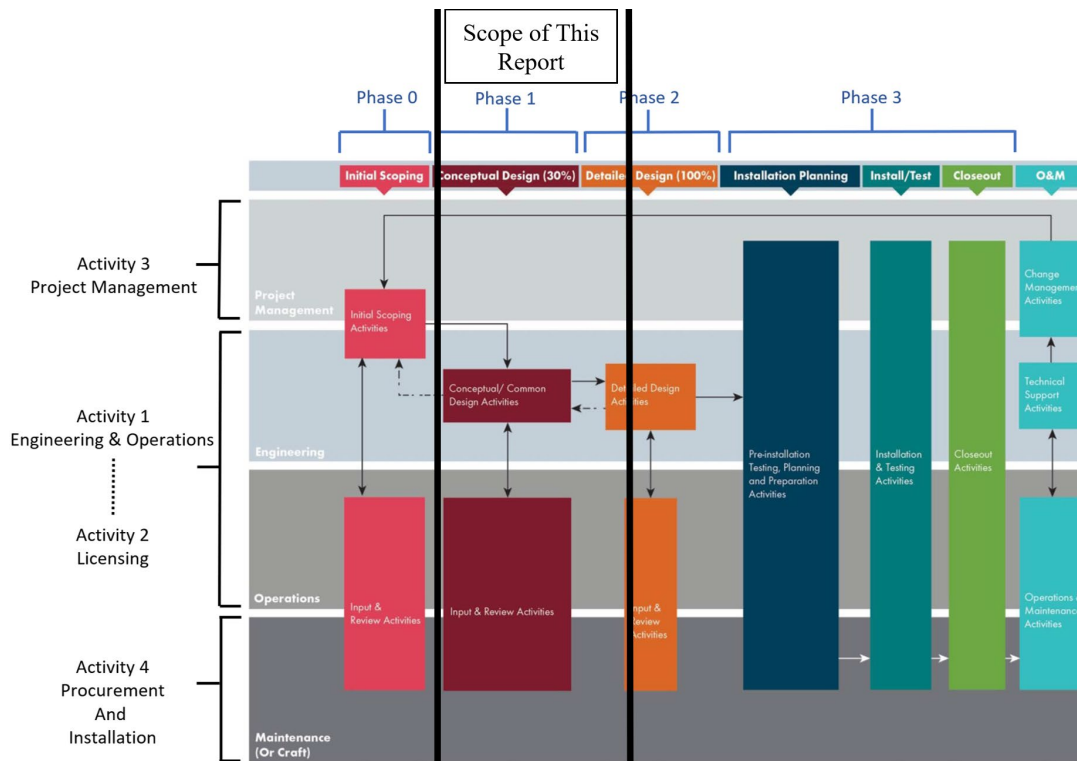 Scope of This
Report
Phase 0
Phase 1
Phase 2
Phase 3
Initial Scoping
Conceptual Design (30%)
Detailed Design (100%)
Installation Planning
Install/Test
Closeout
O&M
Activity 3
Project Management
Project
Management
Initial Scoping
Activities
Change
Management
Activities
Activity 1
Engineering & Operations
Conceptual/ Common
Design Activities
Detailed Design
Activities
Technical
Support
Activities
Engineering
Pre-installation
Testing, Planning
and Preparation
Activities
Installation
& Testing
Activities
Closeout
Activities
Activity 2
Licensing
Operations
Input &
Review Activities
Input & Review Activities
Input &
Review
Activities
Operations &
Maintenance
Activities
Activity 4
Procurement
And
Installation
Maintenance
(Or Craft)